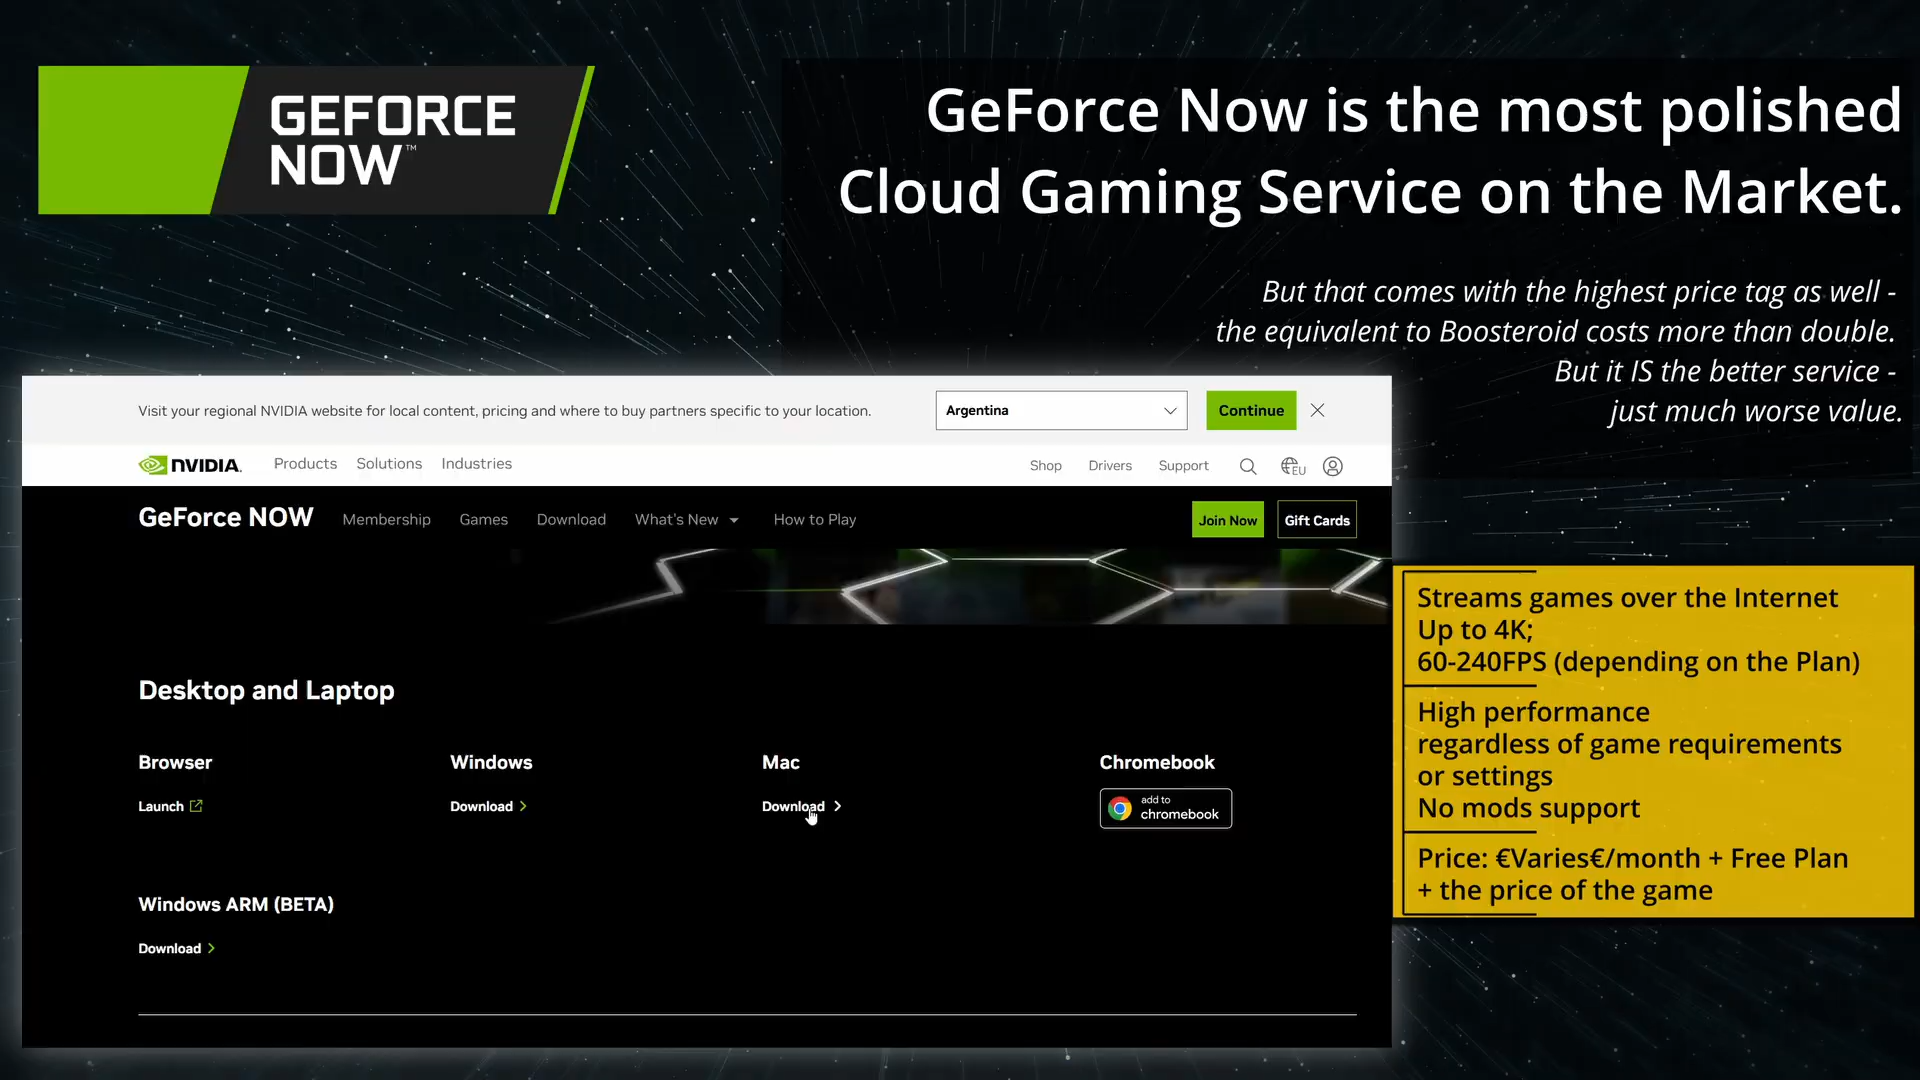 GEFORCE
NOW™
GeForce Now is the most polished
Cloud Gaming Service on the Market.
But that comes with the highest price tag as well -
the equivalent to Boosteroid costs more than double.
But it IS the better service -
just much worse value.
Visit your regional NVIDIA website for local content, pricing and where to buy partners specific to your location.
Argentina
Continue
NVIDIA.
Products
Solutions
Industries
Shop
Drivers
Support
EU
GeForce NOW
Membership
Games
Download
What's New
How to Play
Join Now
Gift Cards
Desktop and Laptop
Browser
Launch
Windows
Download
Mac
Download
Chromebook
add to
chromebook
Windows ARM (BETA)
Download
Streams games over the Internet
Up to 4K;
60-240FPS (depending on the Plan)
High performance
regardless of game requirements
or settings
No mods support
Price: €Varies€/month + Free Plan
+ the price of the game